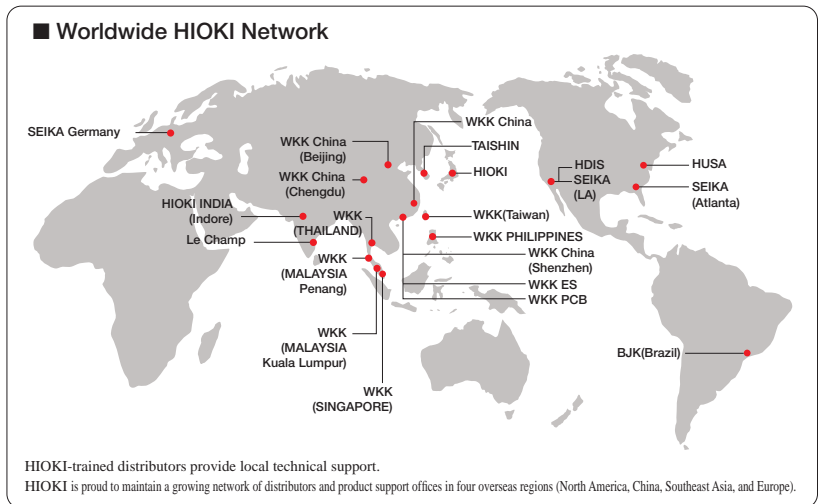 ■ Worldwide HIOKI Network
SEIKA Germany
WKK China
(Beijing)
WKK China
(Chengdu)
HIOKI INDIA
(Indore)
Le Champ
WKK
(THAILAND)
WKK
(MALAYSIA
Penang)
WKK
(MALAYSIA
Kuala Lumpur)
WKK
(SINGAPORE)
WKK China
TAISHIN
HIOKI
WKK(Taiwan)
WKK PHILIPPINES
WKK China
(Shenzhen)
WKK ES
WKK PCB
HDIS
SEIKA
(LA)
HUSA
SEIKA
(Atlanta)
BJK(Brazil)
HIOKI-trained distributors provide local technical support.
HIOKI is proud to maintain a growing network of distributors and product support offices in four overseas regions (North America, China, Southeast Asia, and Europe).